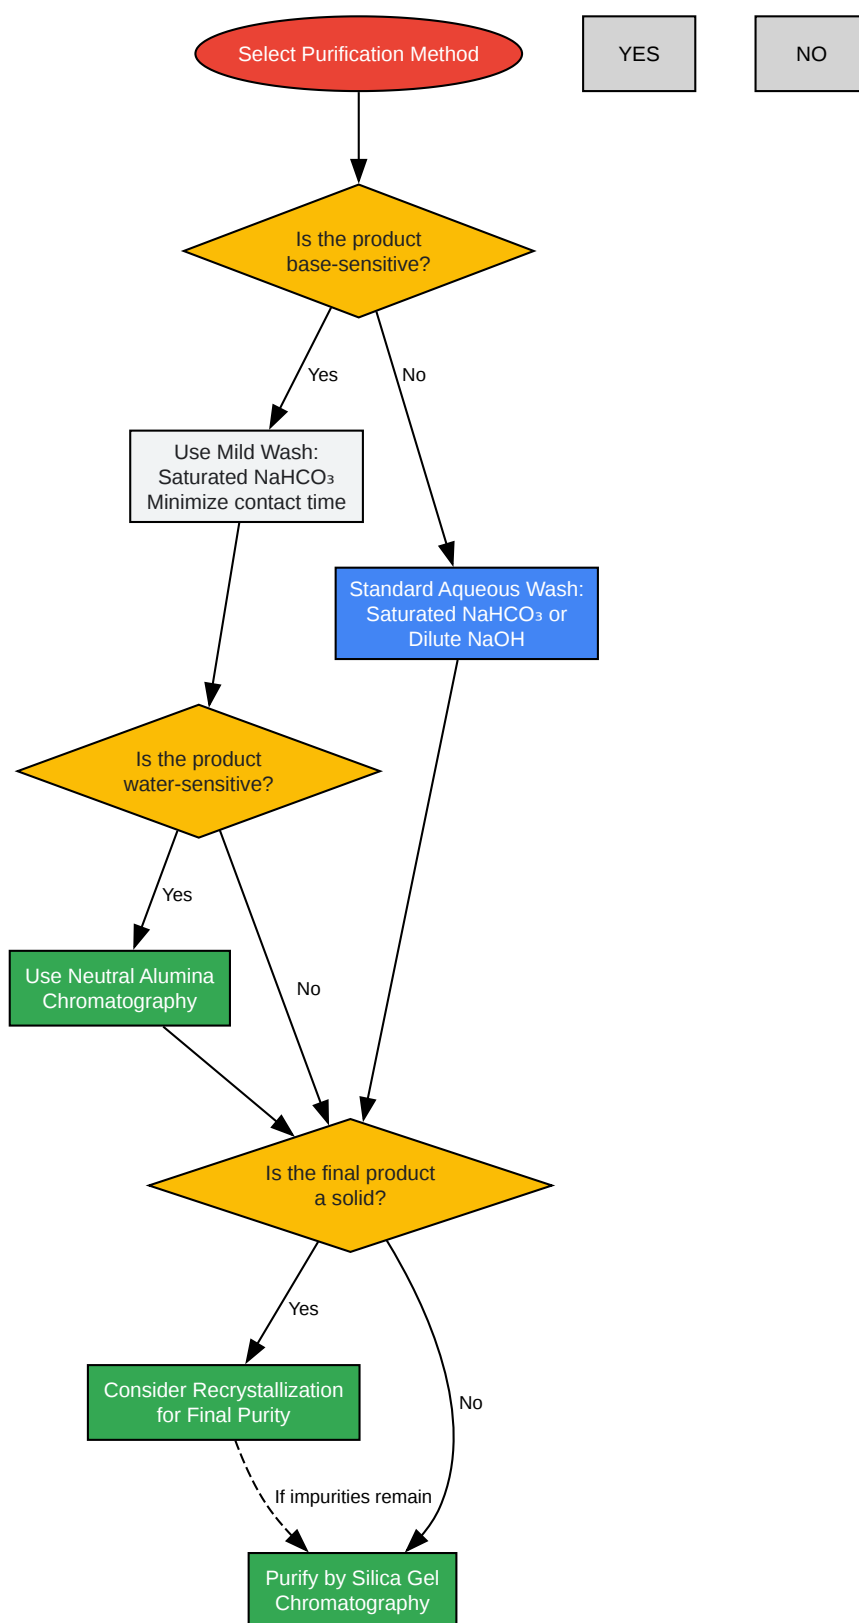 Select Purification Method
YES
NO
Is the product
base-sensitive?
Yes
No
Use Mild Wash:
Saturated NaHCO₃
Minimize contact time
Standard Aqueous Wash:
Saturated NaHCO₃ or
Dilute NaOH
Is the product
water-sensitive?
Yes
Use Neutral Alumina
Chromatography
No
Is the final product
a solid?
Yes
Consider Recrystallization
for Final Purity
No
If impurities remain
Purify by Silica Gel
Chromatography